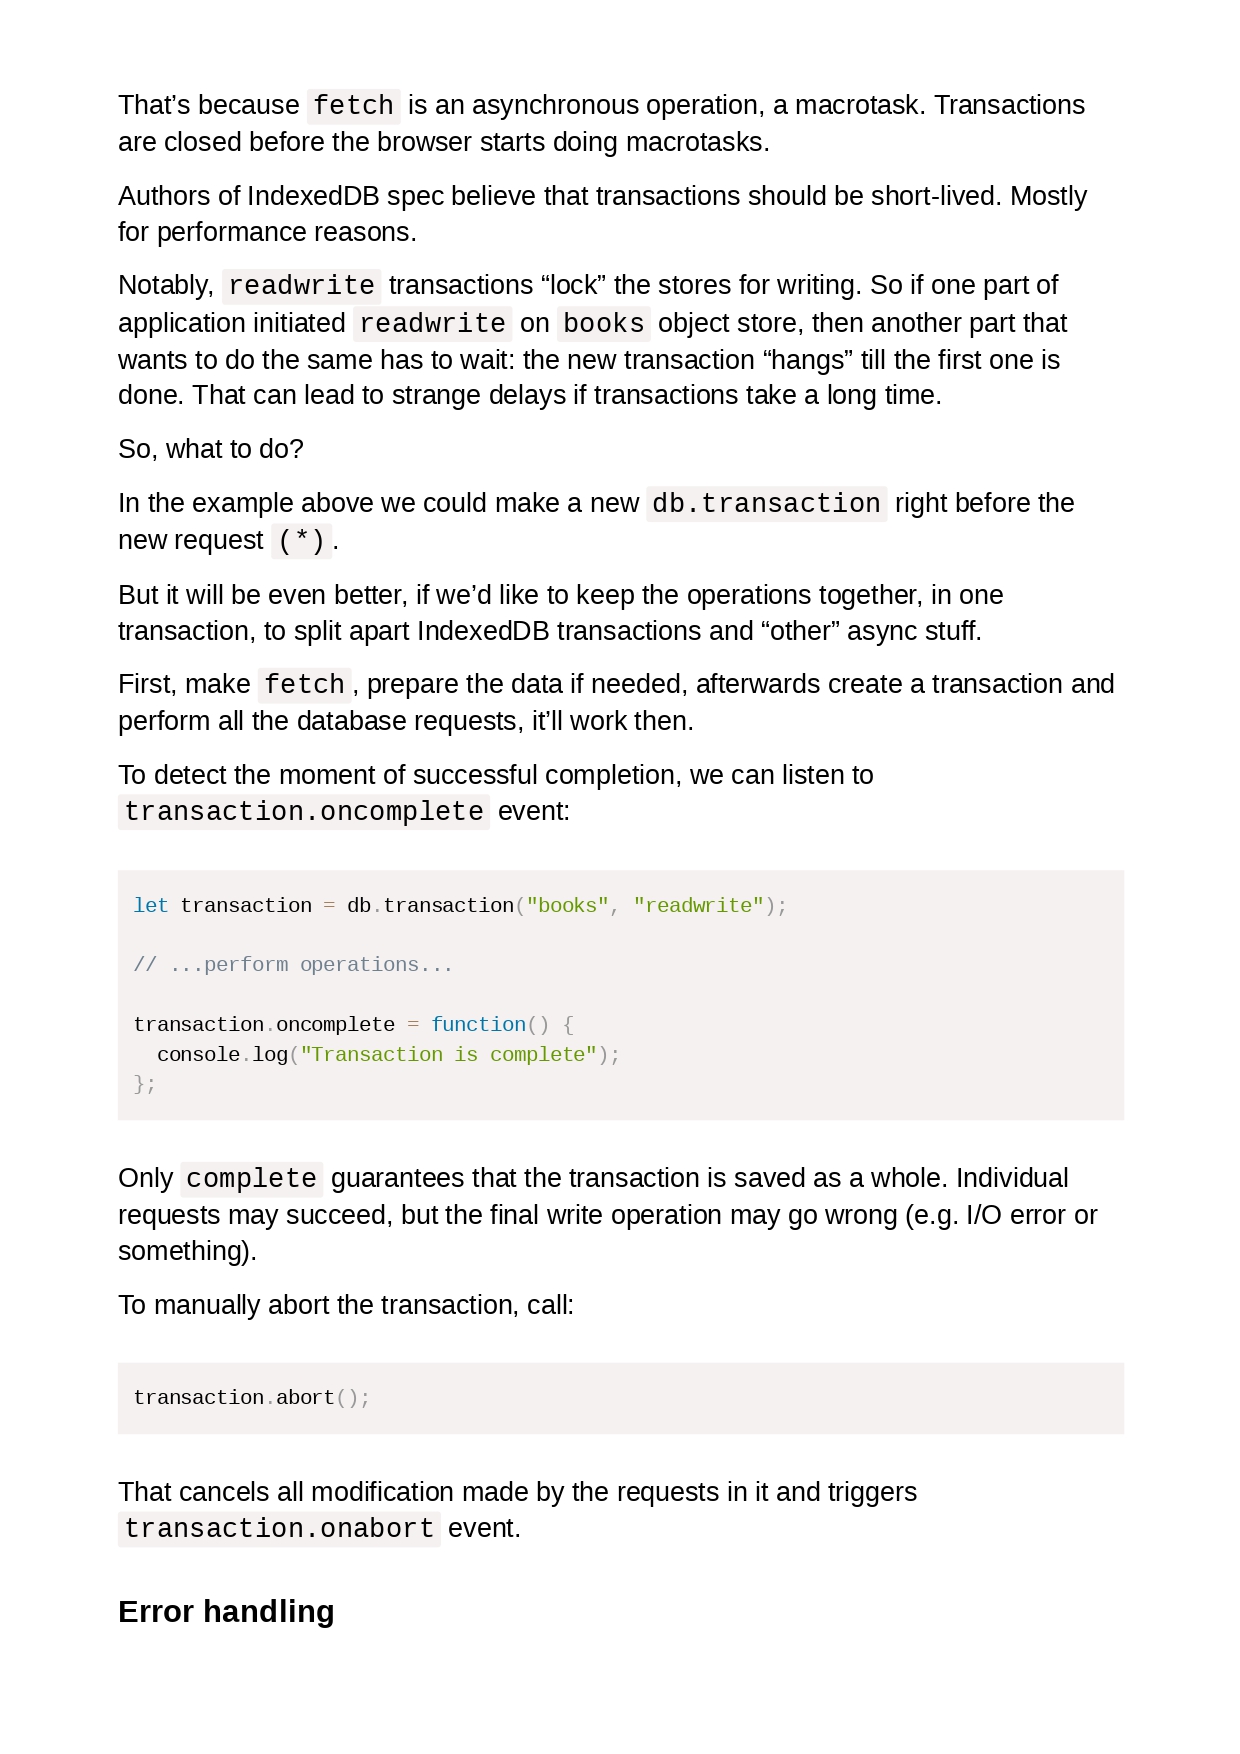 That’s because fetch is an asynchronous operation, a macrotask. Transactions
are closed before the browser starts doing macrotasks.
Authors of IndexedDB spec believe that transactions should be short-lived. Mostly
for performance reasons.
Notably, readwrite transactions “lock” the stores for writing. So if one part of
application initiated readwrite on books object store, then another part that
wants to do the same has to wait: the new transaction “hangs” till the first one is
done. That can lead to strange delays if transactions take a long time.
So, what to do?
In the example above we could make a new db.transaction right before the
new request (*).
But it will be even better, if we’d like to keep the operations together, in one
transaction, to split apart IndexedDB transactions and “other” async stuff.
First, make fetch, prepare the data if needed, afterwards create a transaction and
perform all the database requests, it’ll work then.
To detect the moment of successful completion, we can listen to
transaction.oncomplete event:
let transaction = db.transaction("books", "readwrite");
// ...perform operations...
transaction.oncomplete = function() {
  console.log("Transaction is complete");
};
Only complete guarantees that the transaction is saved as a whole. Individual
requests may succeed, but the final write operation may go wrong (e.g. I/O error or
something).
To manually abort the transaction, call:
transaction.abort();
That cancels all modification made by the requests in it and triggers
transaction.onabort event.
Error handling